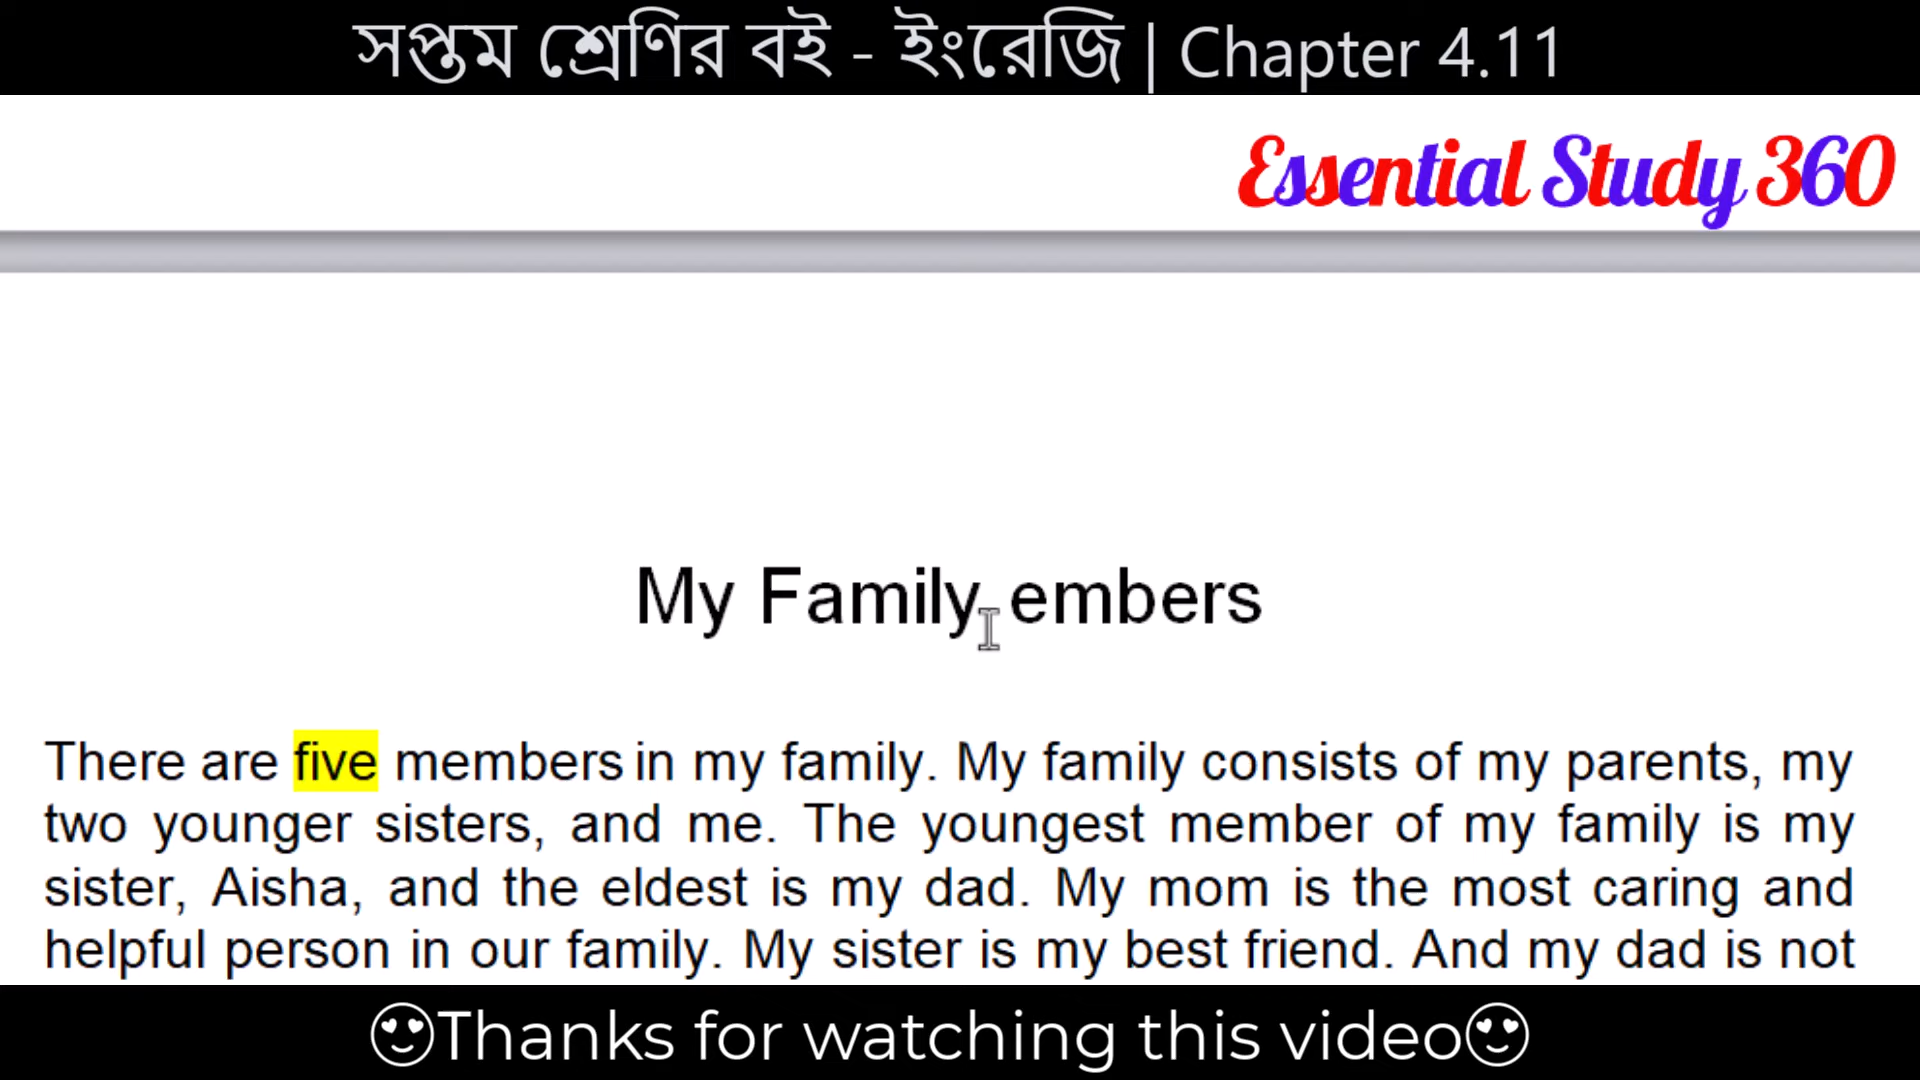 সপ্তম শ্রেণির বই - ইংরেজি | Chapter 4.11
Essential Study 360
My Family embers
There are five members in my family. My family consists of my parents, my
two younger sisters, and me. The youngest member of my family is my
sister, Aisha, and the eldest is my dad. My mom is the most caring and
helpful person in our family. My sister is my best friend. And my dad is not
😍Thanks for watching this video😍